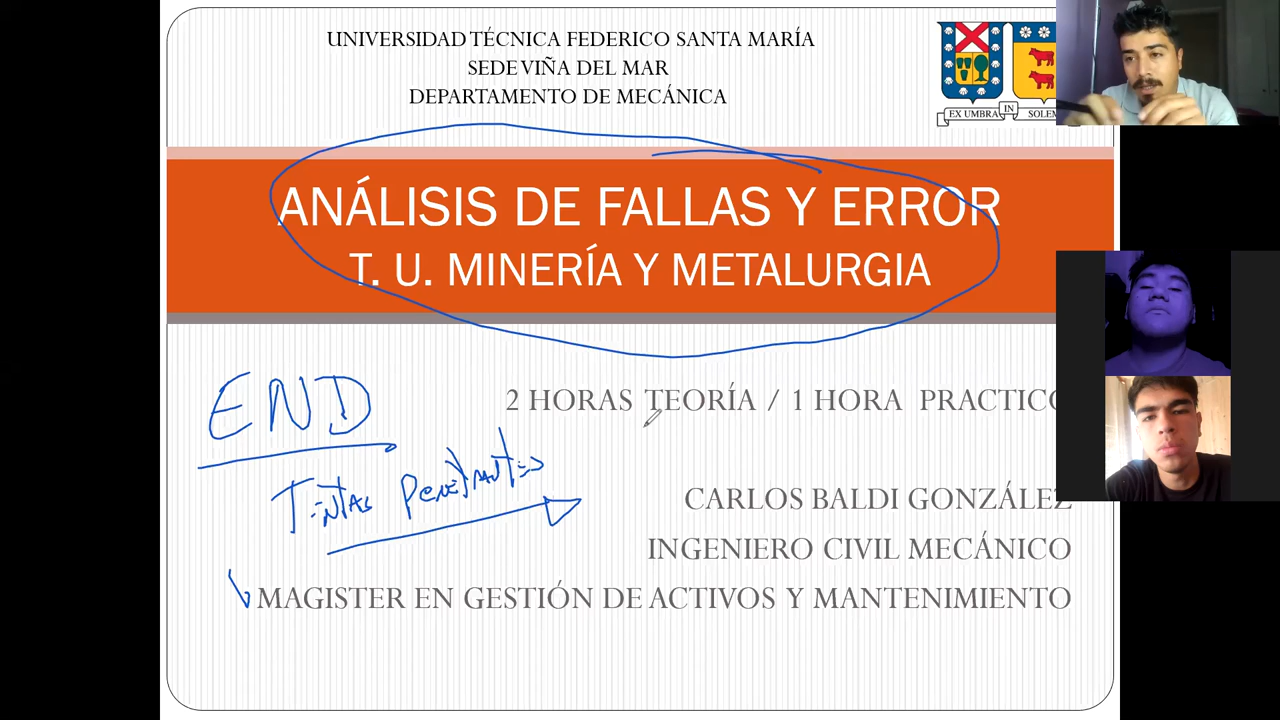 UNIVERSIDAD TÉCNICA FEDERICO SANTA MARÍA
SEDE VIÑA DEL MAR
DEPARTAMENTO DE MECÁNICA
EX UMBRA IN SOLEM
ANÁLISIS DE FALLAS Y ERROR
T. U. MINERÍA Y METALURGIA
END
2 HORAS TEORÍA / 1 HORA PRACTICO
TINTAS PENETRANTES
CARLOS BALDI GONZÁLEZ
INGENIERO CIVIL MECÁNICO
MAGISTER EN GESTIÓN DE ACTIVOS Y MANTENIMIENTO